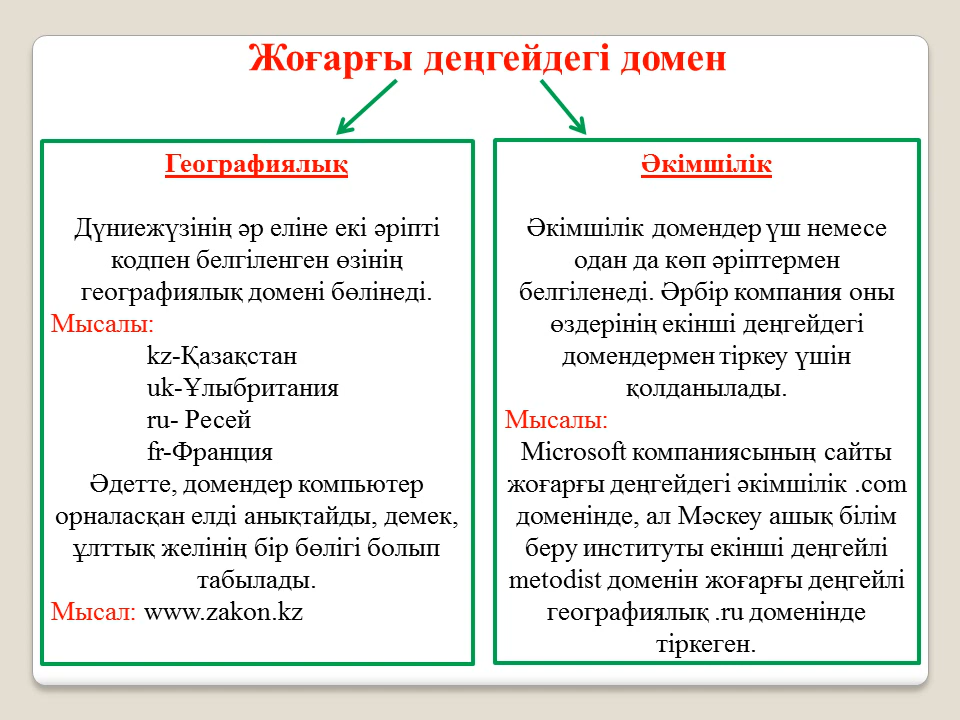 Жоғарғы деңгейдегі домен
Географиялық
Дүниежүзінің әр еліне екі әріпті
кодпен белгіленген өзінің
географиялық домені бөлінеді.
Мысалы:
kz-Қазақстан
uk-Ұлыбритания
ru- Ресей
fr-Франция
Әдетте, домендер компьютер
орналасқан елді анықтайды, демек,
ұлттық желінің бір бөлігі болып
табылады.
Мысал: www.zakon.kz
Әкімшілік
Әкімшілік домендер үш немесе
одан да көп әріптермен
белгіленеді. Әрбір компания оны
өздерінің екінші деңгейдегі
домендермен тіркеу үшін
қолданылады.
Мысалы:
Microsoft компаниясының сайты
жоғарғы деңгейдегі әкімшілік .com
доменінде, ал Мәскеу ашық білім
беру институты екінші деңгейлі
metodist доменін жоғарғы деңгейлі
географиялық .ru доменінде
тіркеген.